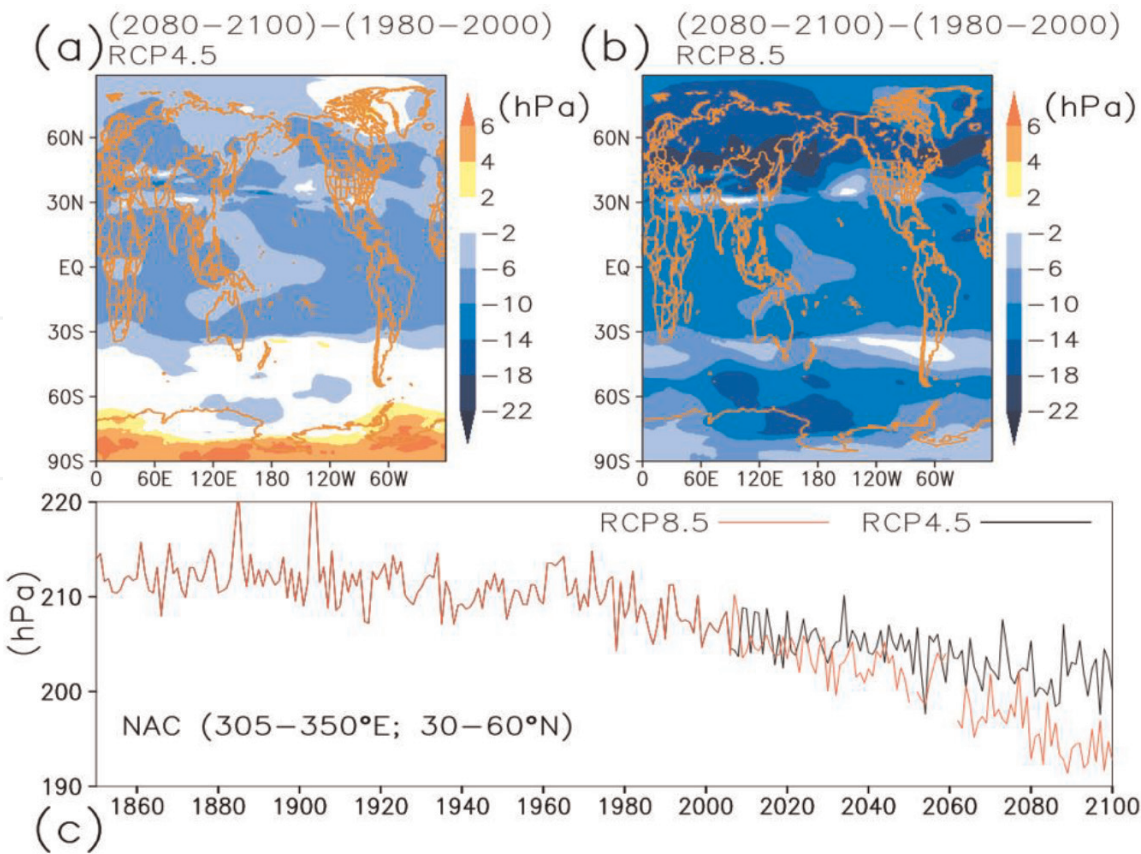 (a) (2080−2100)−(1980−2000)
RCP4.5
(hPa)
60N
30N
EQ
30S
60S
90S
0 60E 120E 180 120W 60W
6
4
2
−2
−6
−10
−14
−18
−22
(b) (2080−2100)−(1980−2000)
RCP8.5
(hPa)
60N
30N
EQ
30S
60S
90S
0 60E 120E 180 120W 60W
6
4
2
−2
−6
−10
−14
−18
−22
220
210
200
190
(hPa)
RCP8.5 RCP4.5
NAC (305−350°E; 30−60°N)
1860 1880 1900 1920 1940 1960 1980 2000 2020 2040 2060 2080 2100
(c)